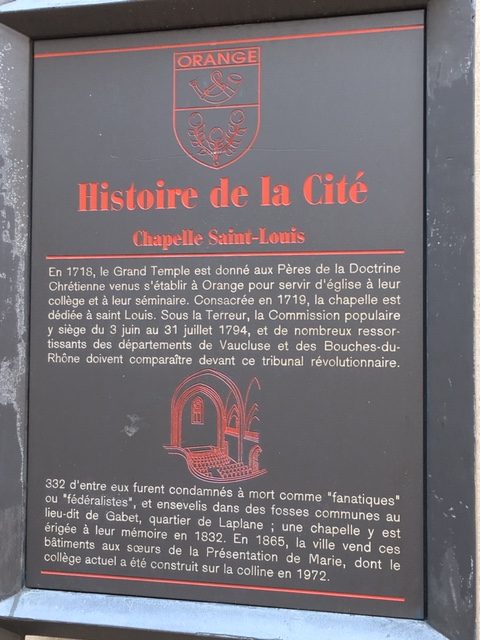 ORANGE
Histoire de la Cité
Chapelle Saint-Louis
En 1718, le Grand Temple est donné aux Pères de la Doctrine
Chrétienne venus s'établir à Orange pour servir d'église à leur
collège et à leur séminaire. Consacrée en 1719, la chapelle est
dédiée à saint Louis. Sous la Terreur, la Commission populaire
y siège du 3 juin au 31 juillet 1794, et de nombreux ressor-
tissants des départements de Vaucluse et des Bouches-du-
Rhône doivent comparaître devant ce tribunal révolutionnaire.
332 d'entre eux furent condamnés à mort comme "fanatiques"
ou "fédéralistes", et ensevelis dans des fosses communes au
lieu-dit de Gabet, quartier de Laplane ; une chapelle y est
érigée à leur mémoire en 1832. En 1865, la ville vend ces
bâtiments aux sœurs de la Présentation de Marie, dont le
collège actuel a été construit sur la colline en 1972.